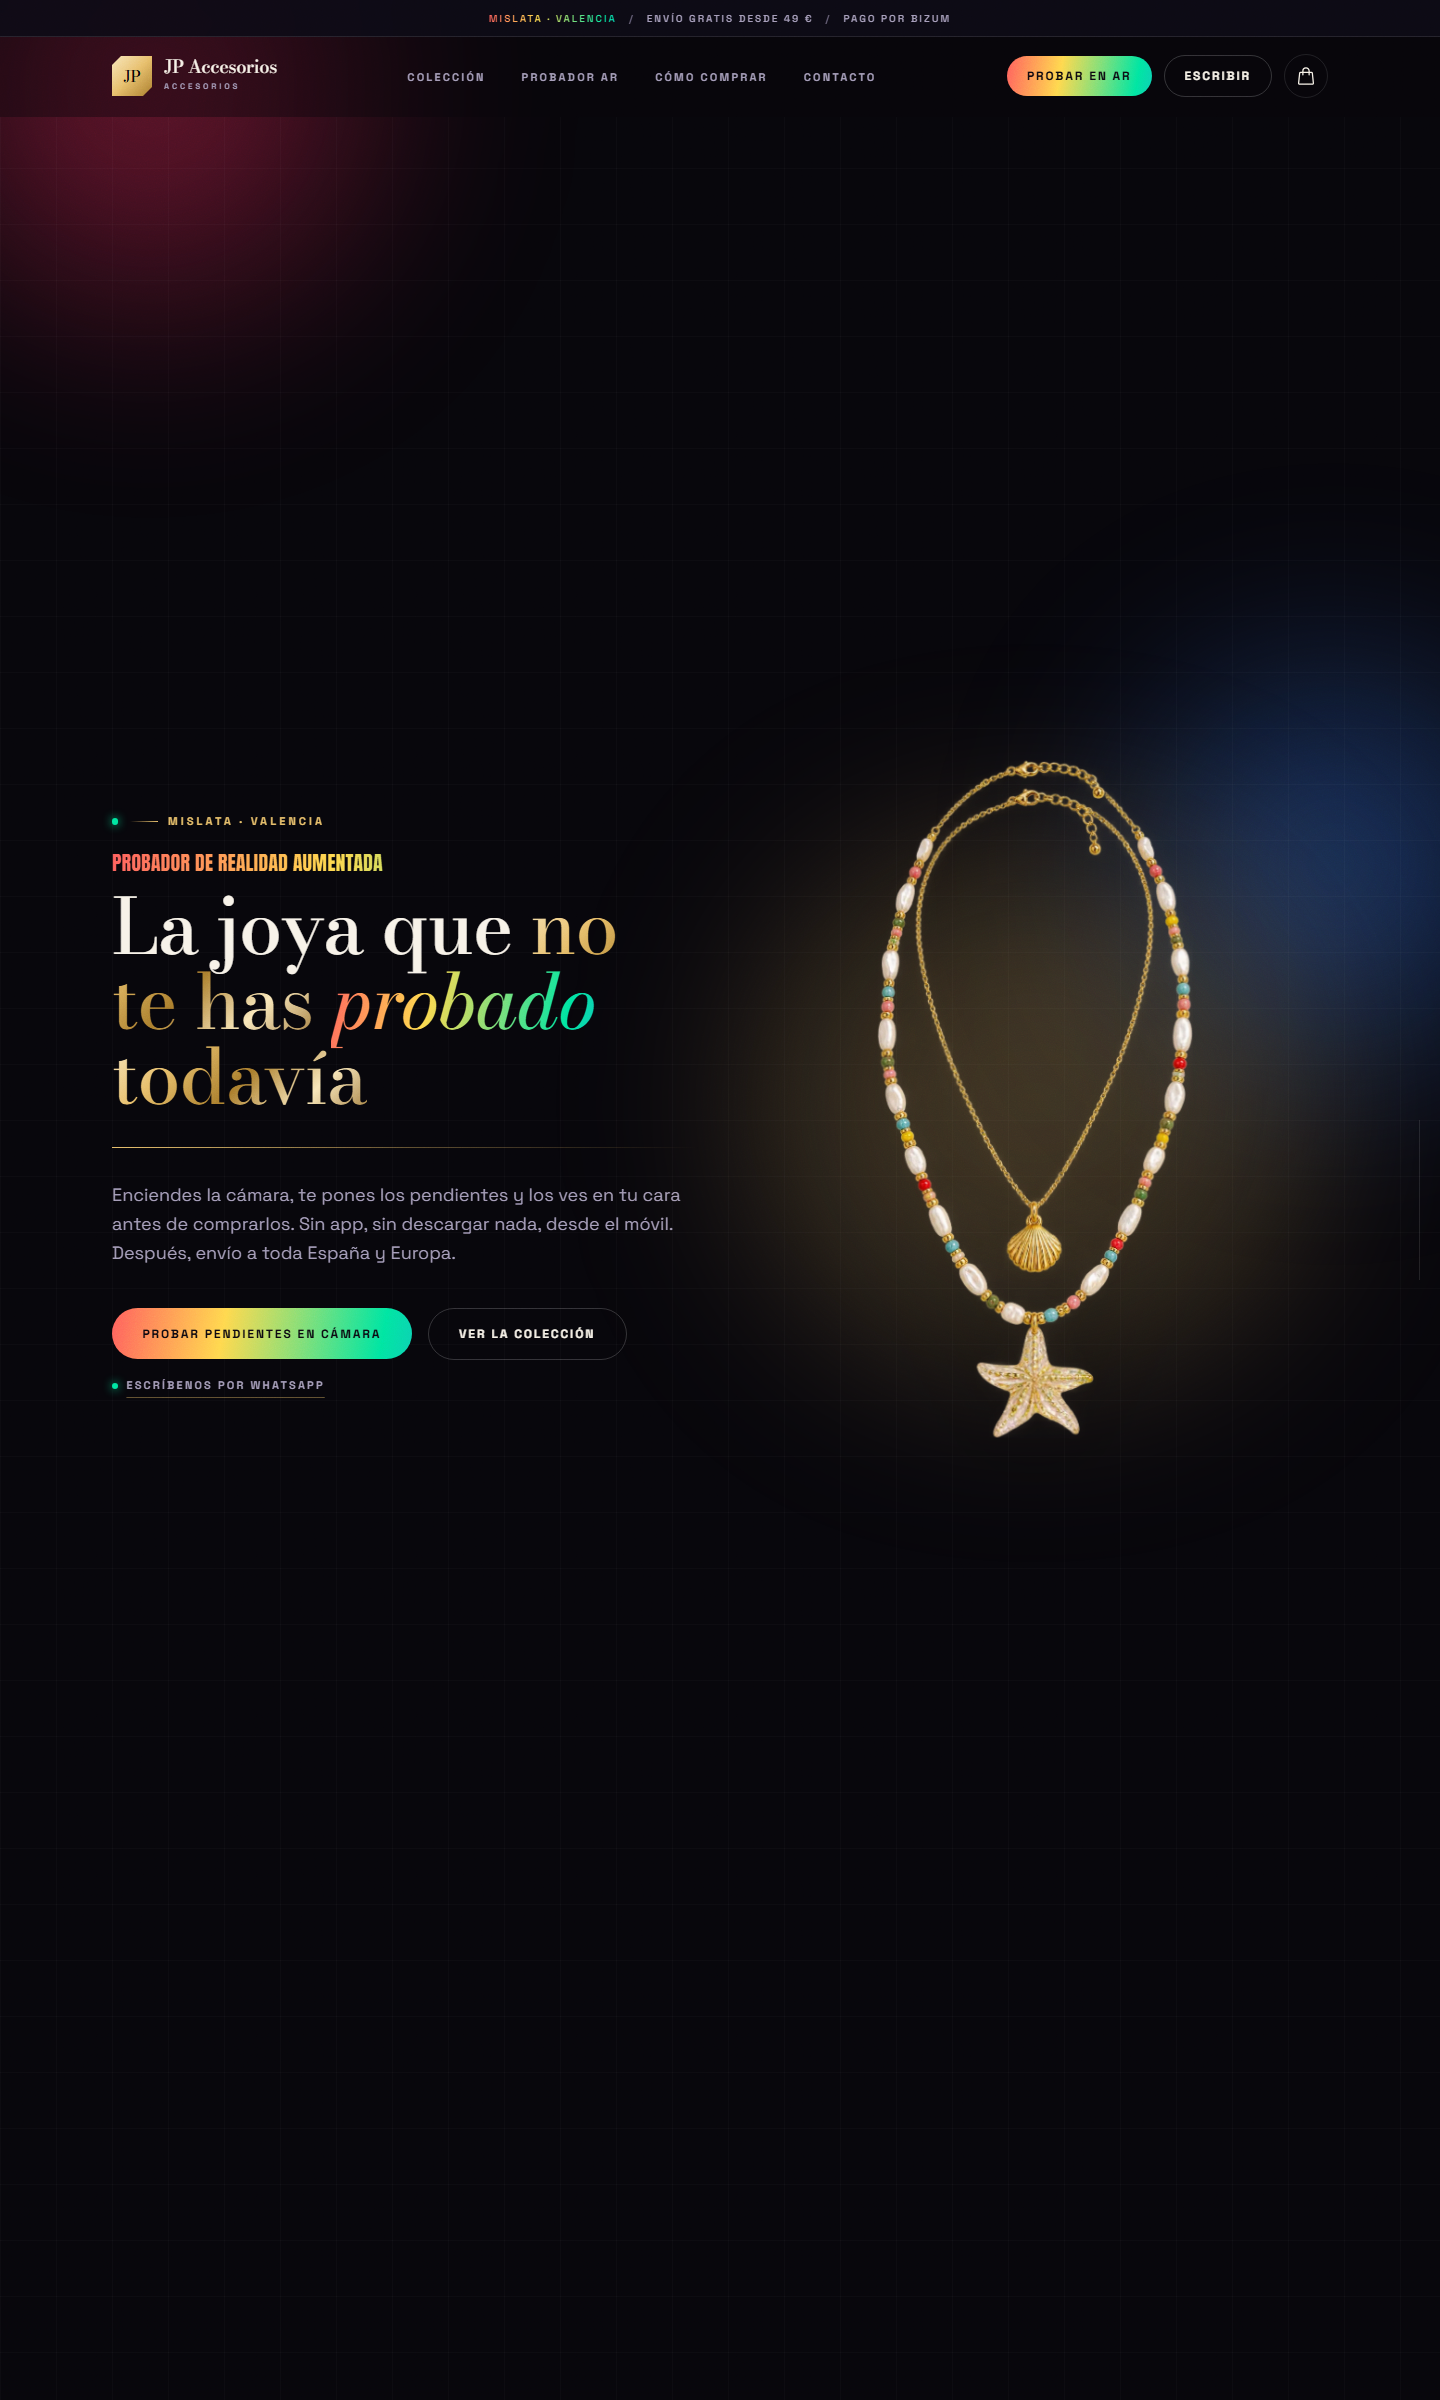 MISLATA · VALENCIA / ENVÍO GRATIS DESDE 49 € / PAGO POR BIZUM
JP
JP Accesorios
ACCESORIOS
COLECCIÓN
PROBADOR AR
CÓMO COMPRAR
CONTACTO
PROBAR EN AR
ESCRIBIR
MISLATA · VALENCIA
PROBADOR DE REALIDAD AUMENTADA
La joya que no
te has probado
todavía
Enciendes la cámara, te pones los pendientes y los ves en tu cara
antes de comprarlos. Sin app, sin descargar nada, desde el móvil.
Después, envío a toda España y Europa.
PROBAR PENDIENTES EN CÁMARA
VER LA COLECCIÓN
ESCRÍBENOS POR WHATSAPP